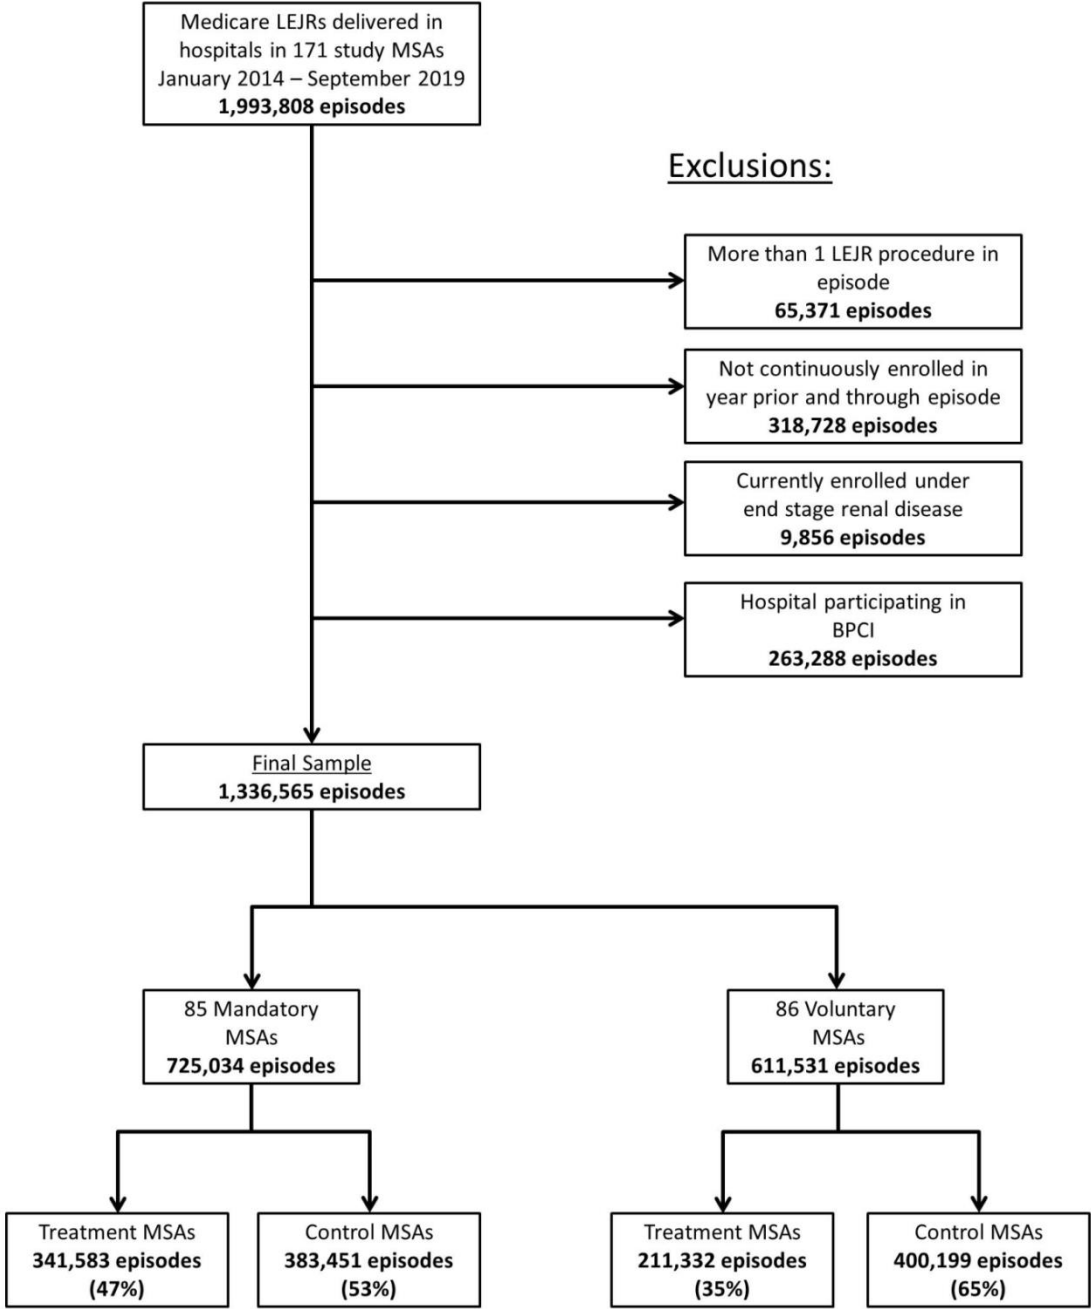 Medicare LEJRs delivered in
hospitals in 171 study MSAs
January 2014 – September 2019
1,993,808 episodes
Exclusions:
More than 1 LEJR procedure in
episode
65,371 episodes
Not continuously enrolled in
year prior and through episode
318,728 episodes
Currently enrolled under
end stage renal disease
9,856 episodes
Hospital participating in
BPCI
263,288 episodes
Final Sample
1,336,565 episodes
85 Mandatory
MSAs
725,034 episodes
86 Voluntary
MSAs
611,531 episodes
Treatment MSAs
341,583 episodes
(47%)
Control MSAs
383,451 episodes
(53%)
Treatment MSAs
211,332 episodes
(35%)
Control MSAs
400,199 episodes
(65%)